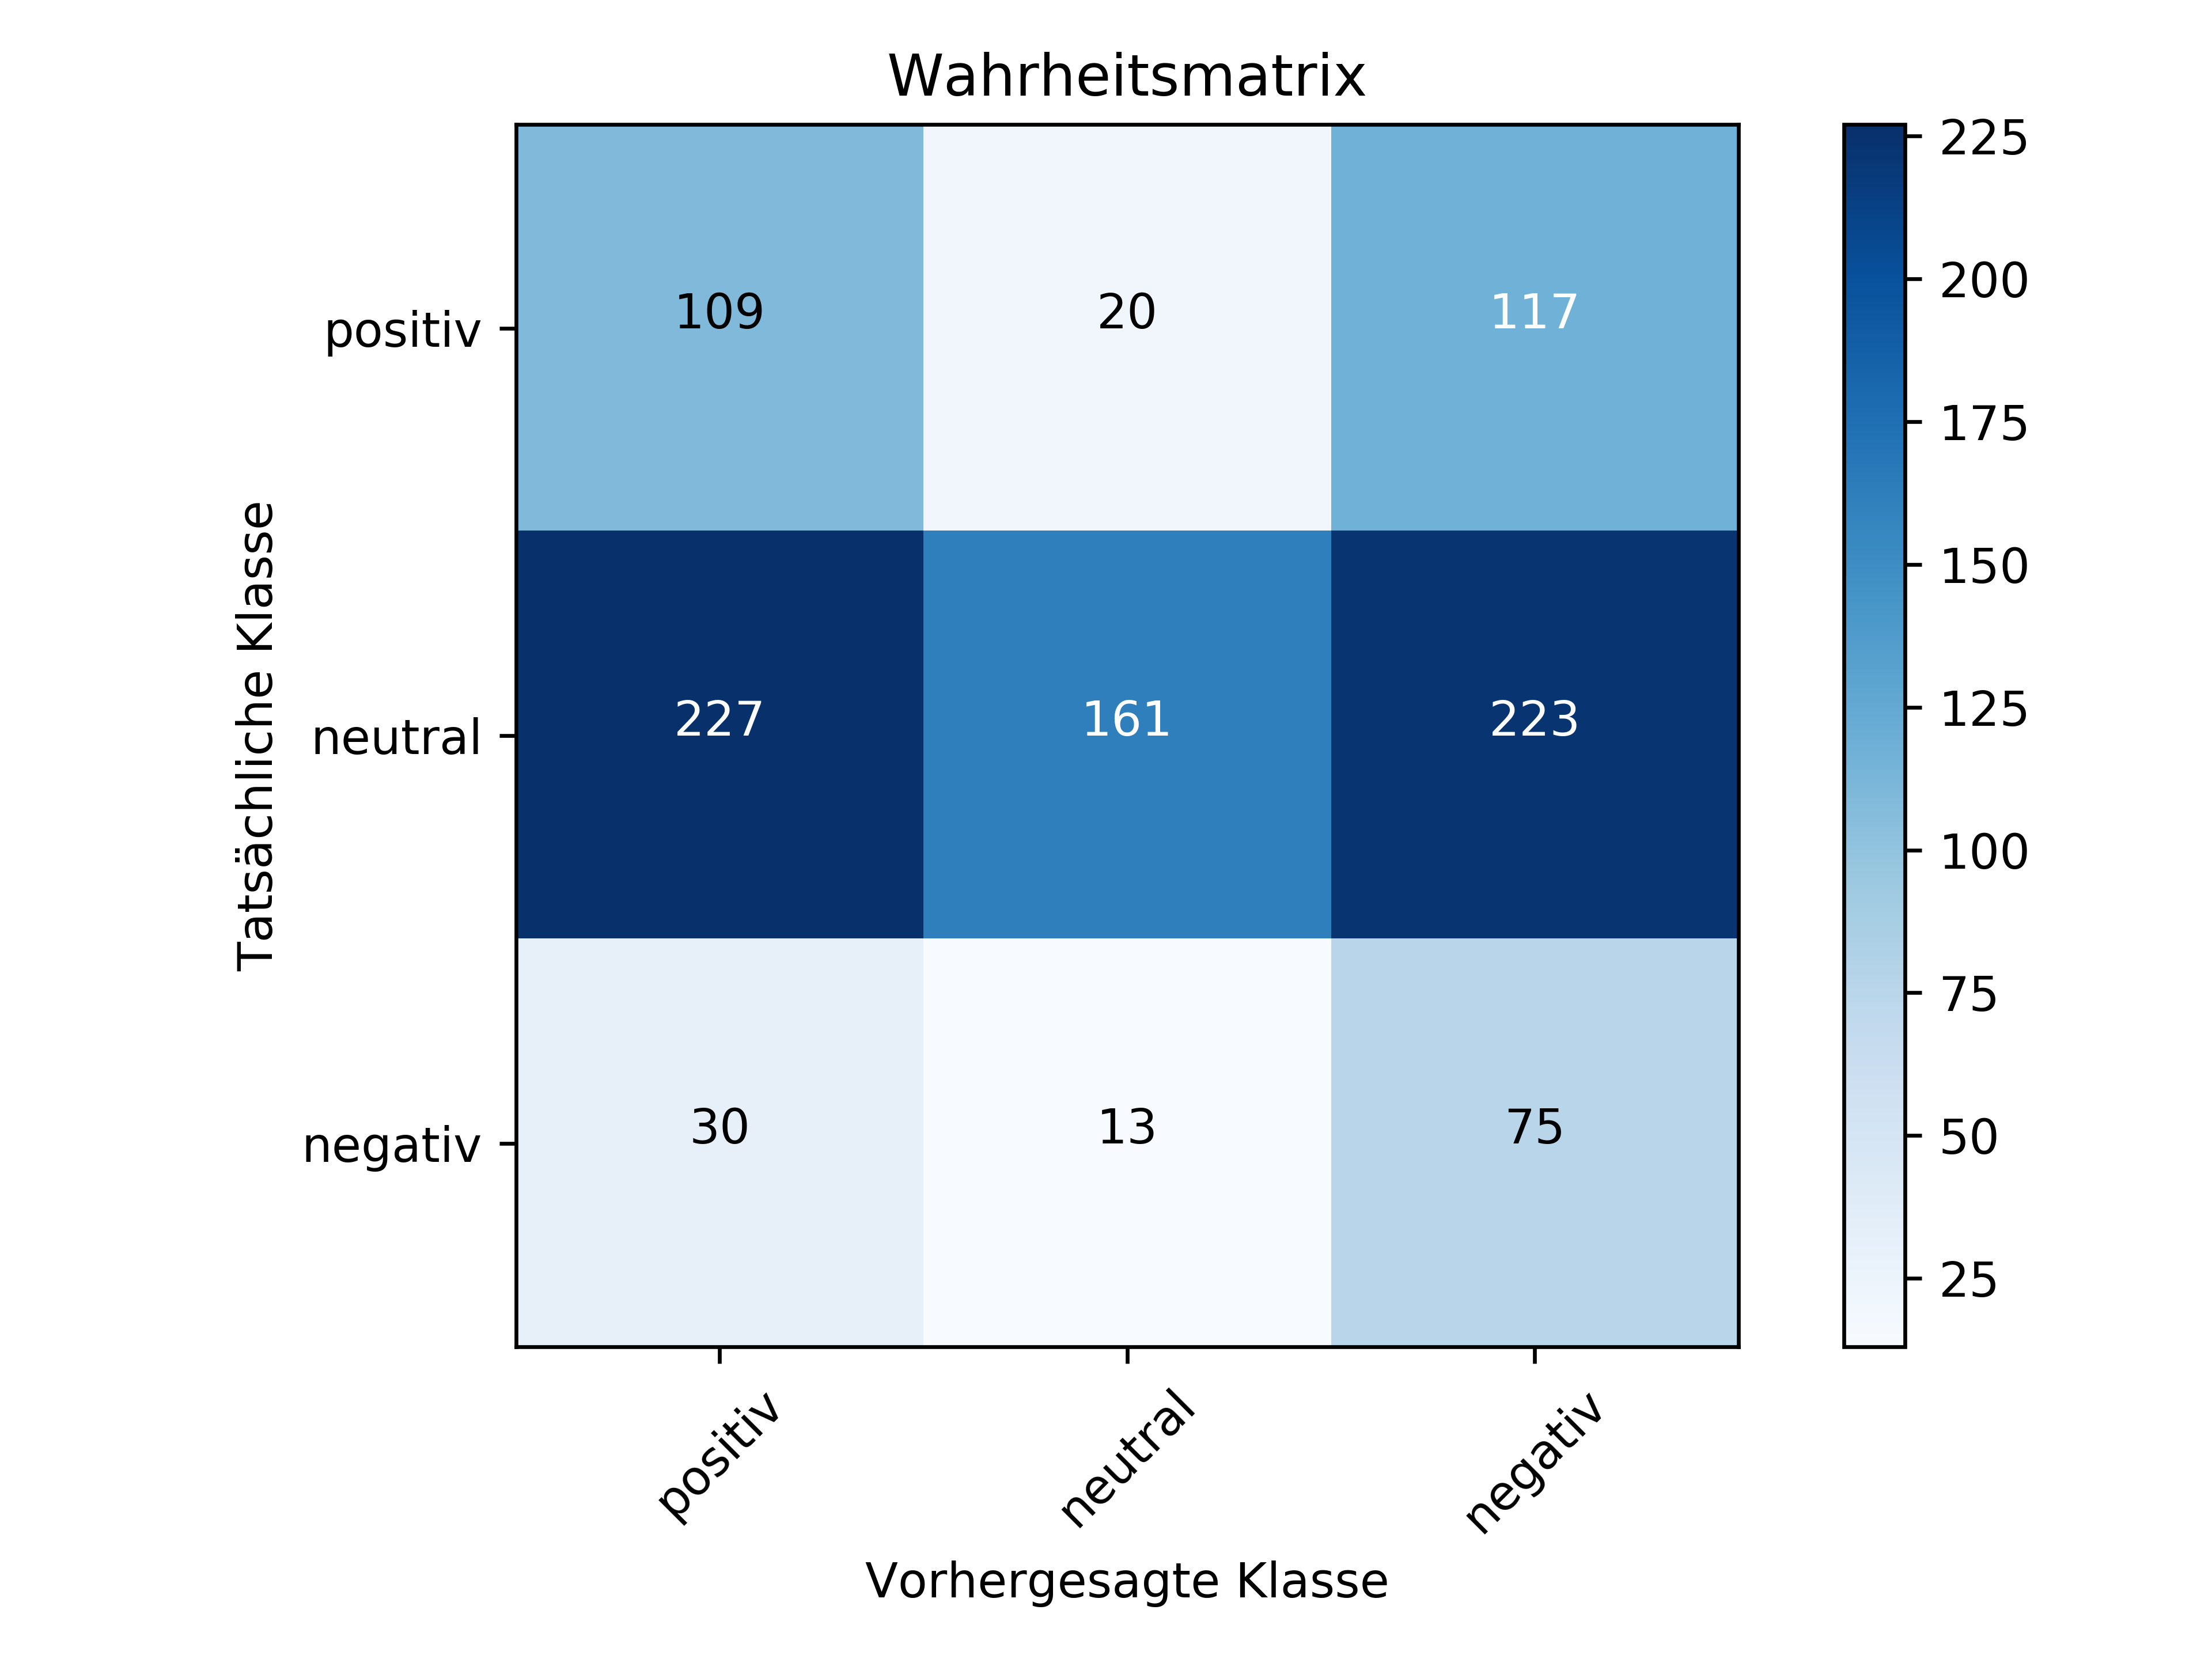 Wahrheitsmatrix
Tatsächliche Klasse
positiv
109 20 117
neutral
227 161 223
negativ
30 13 75
positiv neutral negativ
Vorhergesagte Klasse
225
200
175
150
125
100
75
50
25